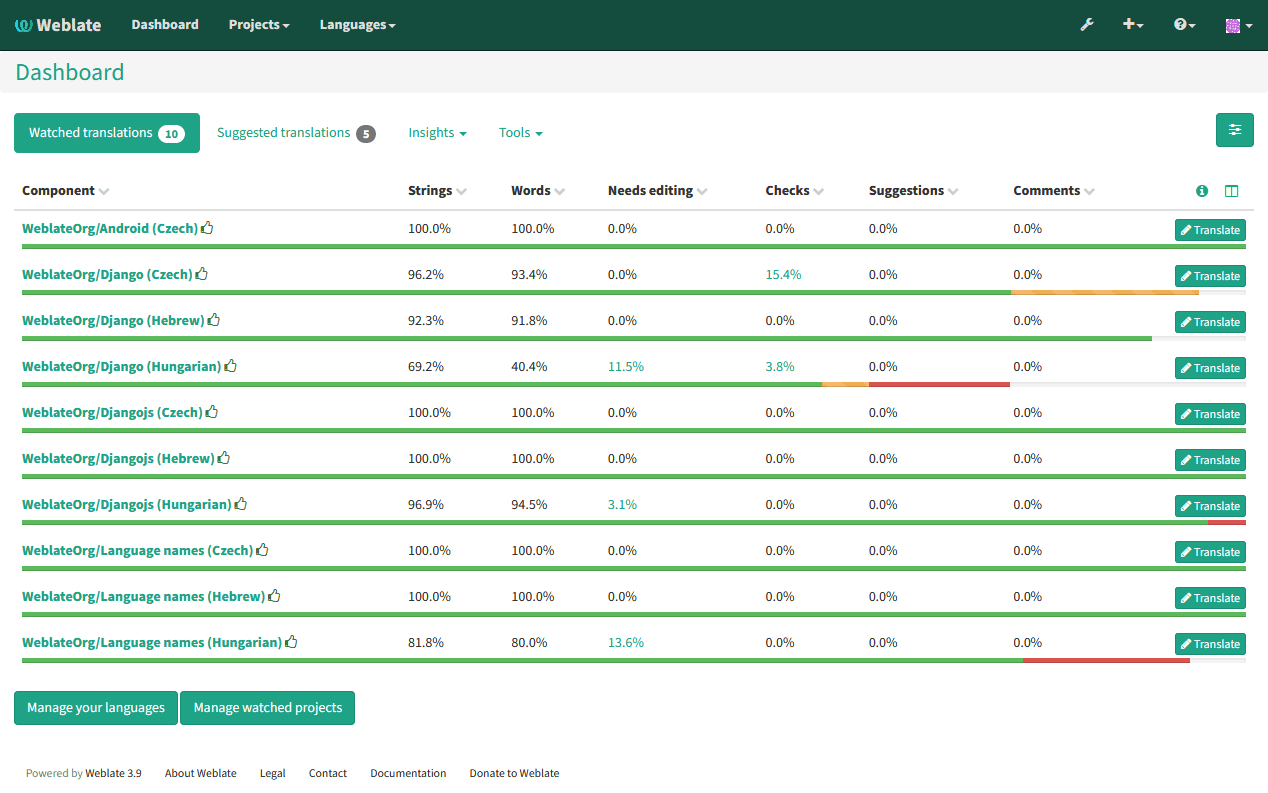 Weblate Dashboard Projects Languages
Dashboard
Watched translations 10 Suggested translations 5 Insights Tools
Component Strings Words Needs editing Checks Suggestions Comments
WeblateOrg/Android (Czech) 100.0% 100.0% 0.0% 0.0% 0.0% 0.0% Translate
WeblateOrg/Django (Czech) 96.2% 93.4% 0.0% 15.4% 0.0% 0.0% Translate
WeblateOrg/Django (Hebrew) 92.3% 91.8% 0.0% 0.0% 0.0% 0.0% Translate
WeblateOrg/Django (Hungarian) 69.2% 40.4% 11.5% 3.8% 0.0% 0.0% Translate
WeblateOrg/Djangojs (Czech) 100.0% 100.0% 0.0% 0.0% 0.0% 0.0% Translate
WeblateOrg/Djangojs (Hebrew) 100.0% 100.0% 0.0% 0.0% 0.0% 0.0% Translate
WeblateOrg/Djangojs (Hungarian) 96.9% 94.5% 3.1% 0.0% 0.0% 0.0% Translate
WeblateOrg/Language names (Czech) 100.0% 100.0% 0.0% 0.0% 0.0% 0.0% Translate
WeblateOrg/Language names (Hebrew) 100.0% 100.0% 0.0% 0.0% 0.0% 0.0% Translate
WeblateOrg/Language names (Hungarian) 81.8% 80.0% 13.6% 0.0% 0.0% 0.0% Translate
Manage your languages Manage watched projects
Powered by Weblate 3.9 About Weblate Legal Contact Documentation Donate to Weblate